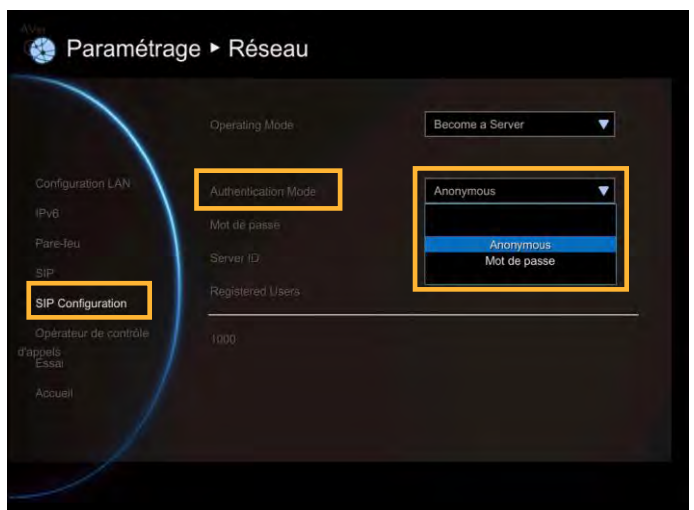 AVer
Paramétrage ▸ Réseau
Operating Mode
Become a Server
Configuration LAN
IPv6
Pare-feu
SIP
SIP Configuration
Opérateur de contrôle
d'appels
Essai
Accueil
Authentication Mode
Anonymous
Anonymous
Mot de passe
Mot de passe
Server ID
Registered Users
1000